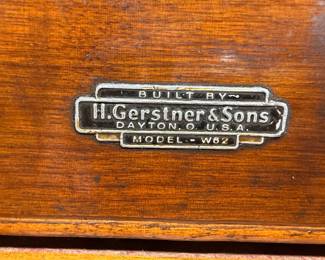 BUILT BY~
H. Gerstner & Sons
DAYTON, O. U.S.A.
MODEL - W62